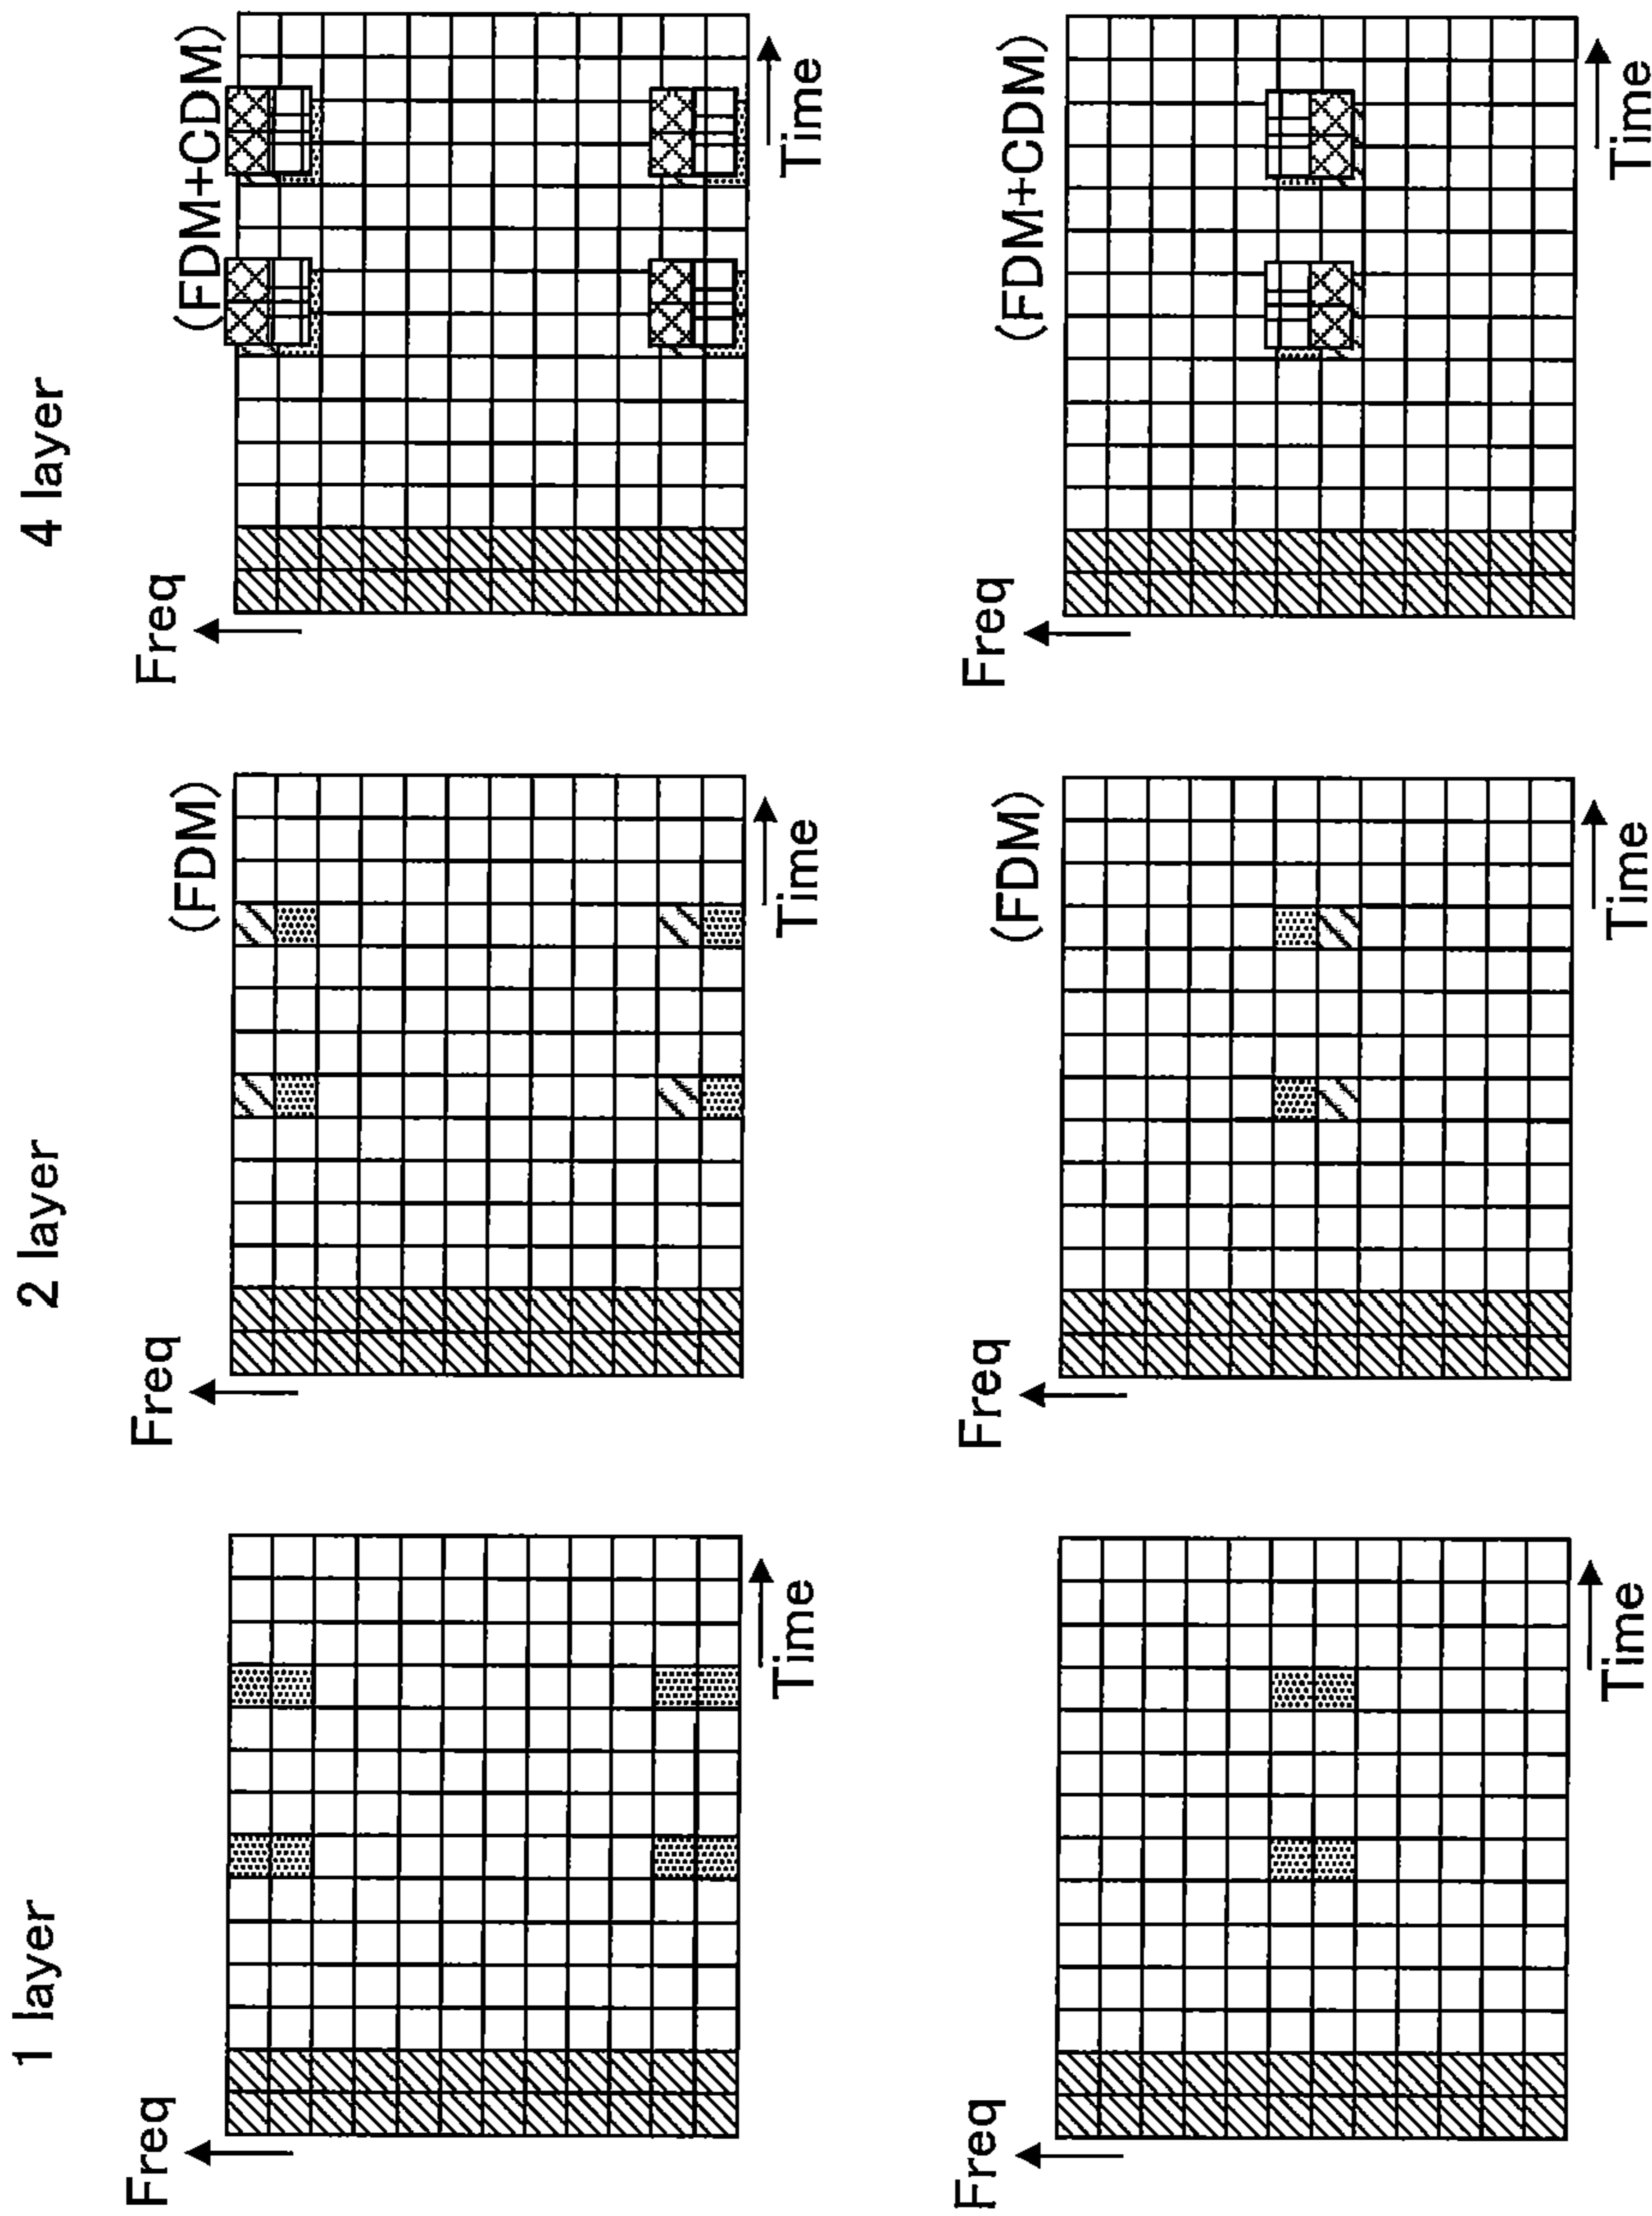 1 layer
2 layer
4 layer
Freq
Time
Freq
(FDM)
Time
Freq
(FDM+CDM)
Time
Freq
Time
Freq
(FDM)
Time
Freq
(FDM+CDM)
Time